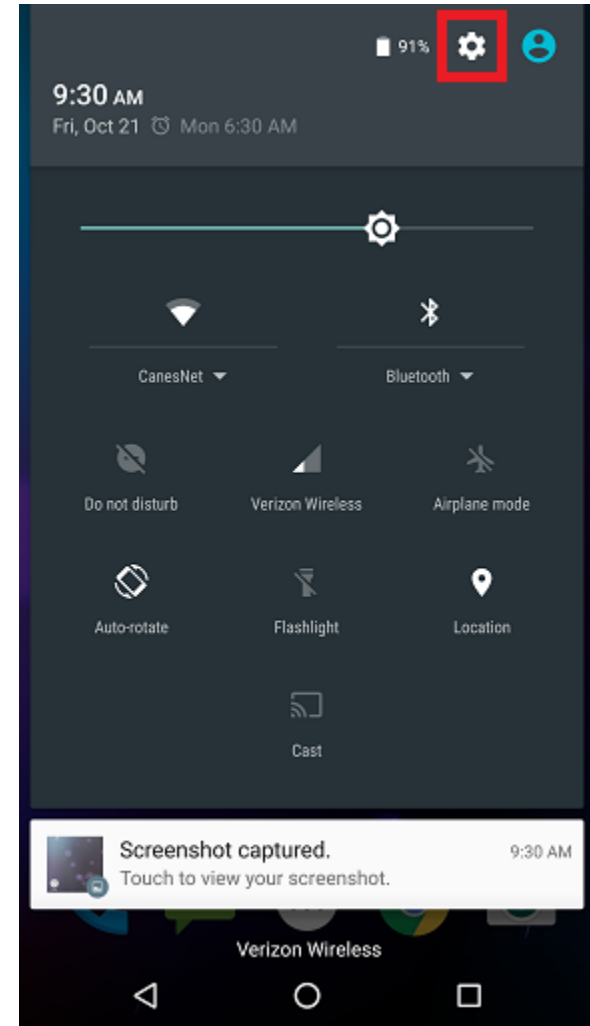 91%
9:30 AM
Fri, Oct 21 Mon 6:30 AM
CanesNet Bluetooth
Do not disturb Verizon Wireless Airplane mode
Auto-rotate Flashlight Location
Cast
Screenshot captured. 9:30 AM
Touch to view your screenshot.
Verizon Wireless